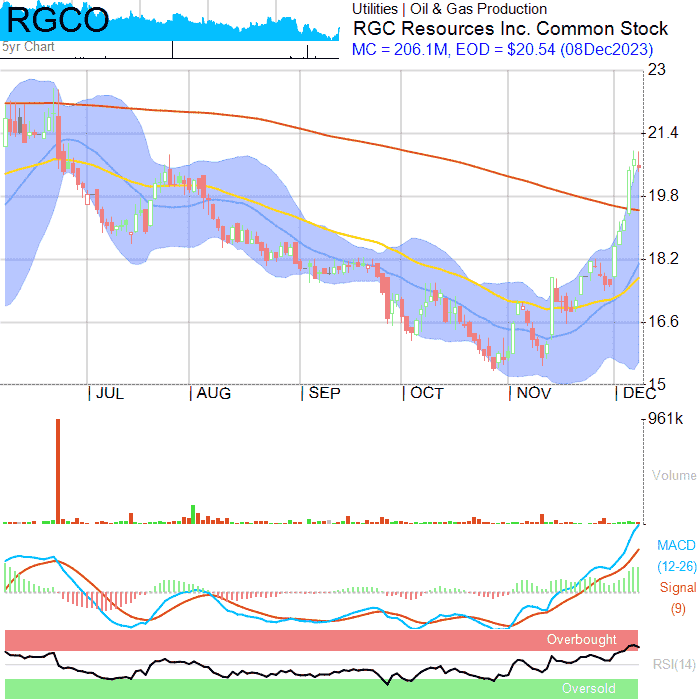 RGCO
5yr Chart
Utilities | Oil & Gas Production
RGC Resources Inc. Common Stock
MC = 206.1M, EOD = $20.54 (08Dec2023)
23
21.4
19.8
18.2
16.6
15
JUL
AUG
SEP
OCT
NOV
DEC
961k
Volume
MACD
(12-26)
Signal
(9)
Overbought
RSI(14)
Oversold